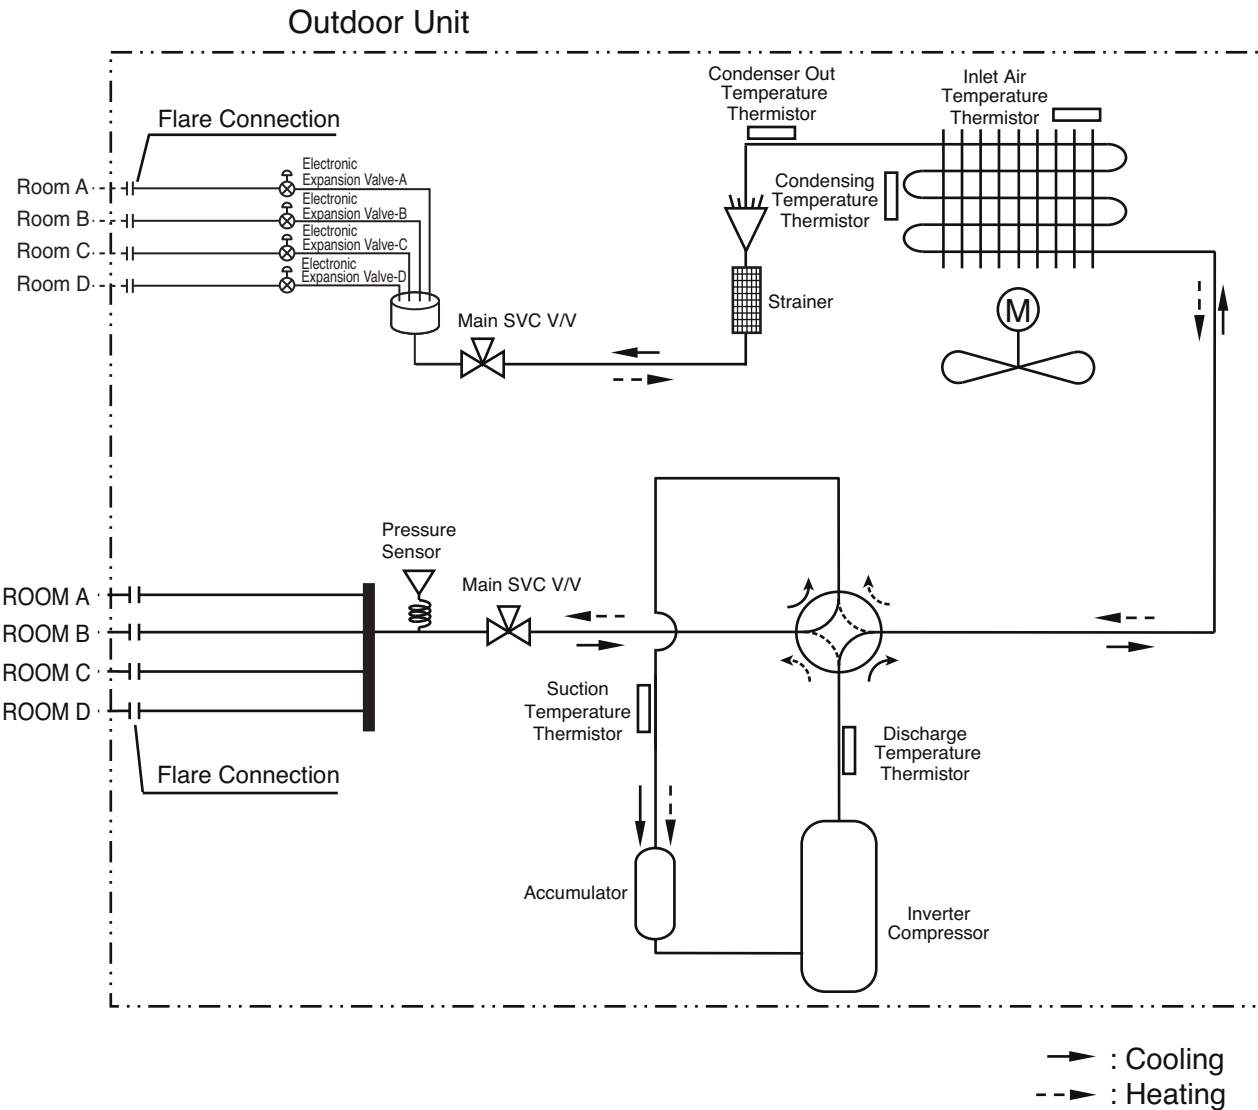 Outdoor Unit
Condenser Out
Temperature
Thermistor
Inlet Air
Temperature
Thermistor
Flare Connection
Room A
Electronic
Expansion Valve-A
Room B
Electronic
Expansion Valve-B
Room C
Electronic
Expansion Valve-C
Room D
Electronic
Expansion Valve-D
Condensing
Temperature
Thermistor
Strainer
Main SVC V/V
M
Pressure
Sensor
Main SVC V/V
ROOM A
ROOM B
ROOM C
ROOM D
Flare Connection
Suction
Temperature
Thermistor
Discharge
Temperature
Thermistor
Accumulator
Inverter
Compressor
: Cooling
: Heating